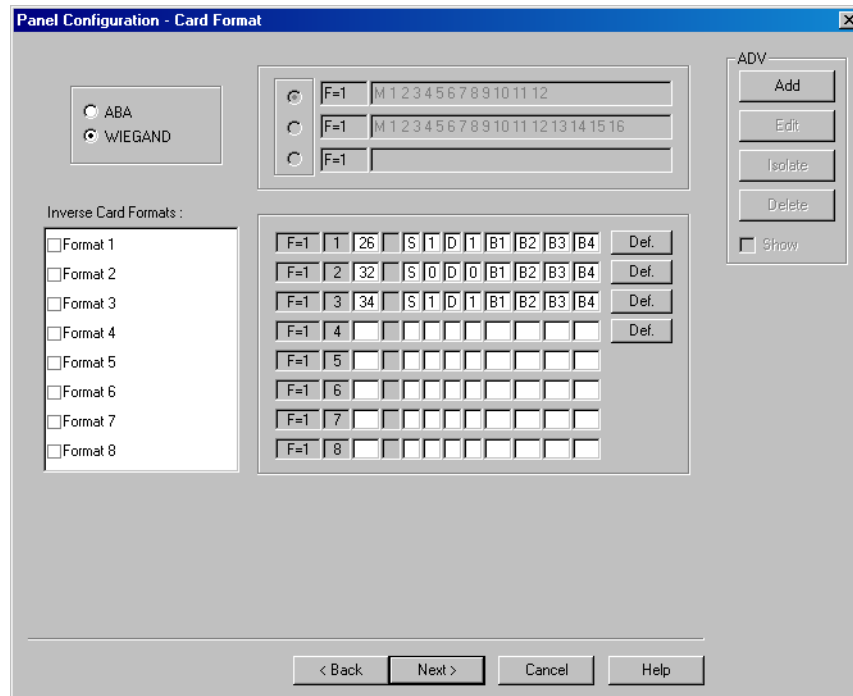 Panel Configuration - Card Format
ADV
Add
Edit
Isolate
Delete
Show
ABA
WIEGAND
F=1 M 1 2 3 4 5 6 7 8 9 10 11 12
F=1 M 1 2 3 4 5 6 7 8 9 10 11 12 13 14 15 16
F=1
Inverse Card Formats :
Format 1
Format 2
Format 3
Format 4
Format 5
Format 6
Format 7
Format 8
F=1 1 26 S 1 D 1 B1 B2 B3 B4 Def.
F=1 2 32 S 0 D 0 B1 B2 B3 B4 Def.
F=1 3 34 S 1 D 1 B1 B2 B3 B4 Def.
F=1 4 Def.
F=1 5
F=1 6
F=1 7
F=1 8
< Back Next > Cancel Help